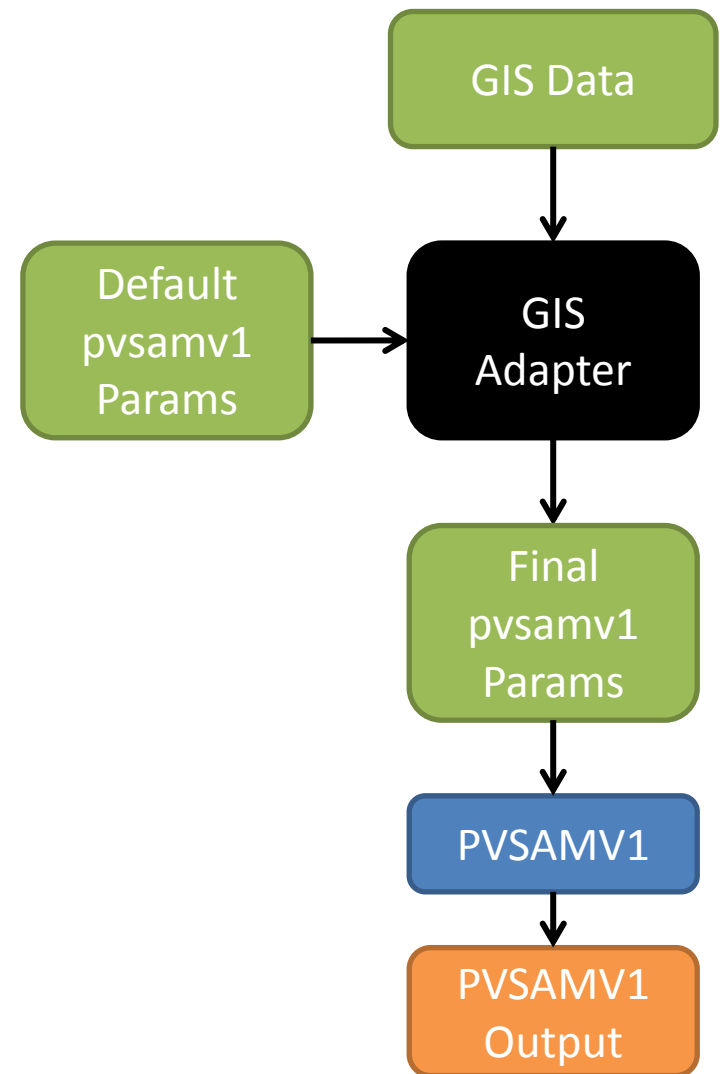 GIS Data
Default
pvsamv1
Params
GIS
Adapter
Final
pvsamv1
Params
PVSAMV1
PVSAMV1
Output